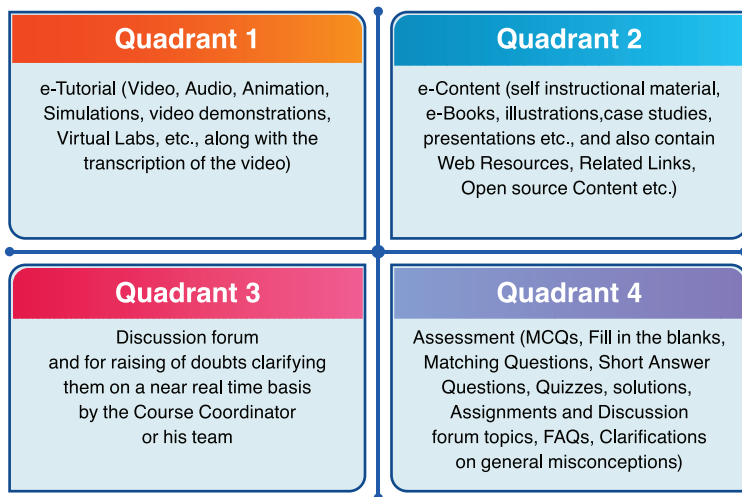 Quadrant 1
e-Tutorial (Video, Audio, Animation,
Simulations, video demonstrations,
Virtual Labs, etc., along with the
transcription of the video)
Quadrant 2
e-Content (self instructional material,
e-Books, illustrations,case studies,
presentations etc., and also contain
Web Resources, Related Links,
Open source Content etc.)
Quadrant 3
Discussion forum
and for raising of doubts clarifying
them on a near real time basis
by the Course Coordinator
or his team
Quadrant 4
Assessment (MCQs, Fill in the blanks,
Matching Questions, Short Answer
Questions, Quizzes, solutions,
Assignments and Discussion
forum topics, FAQs, Clarifications
on general misconceptions)